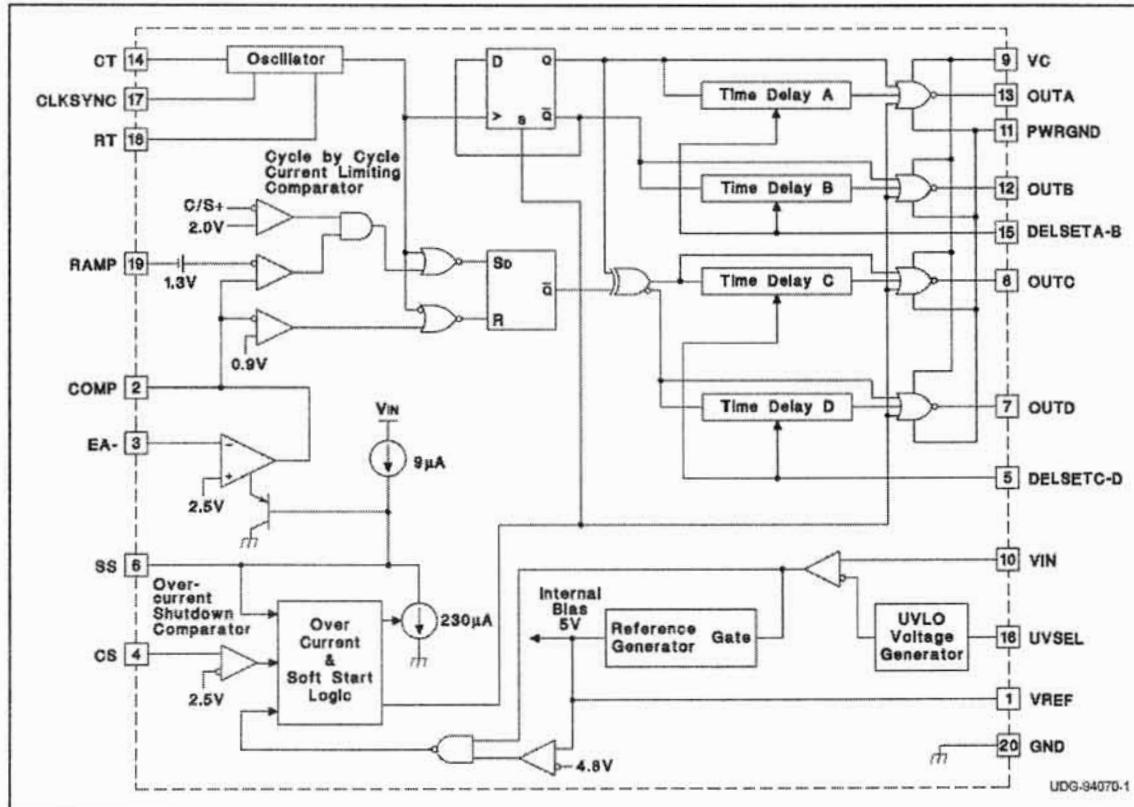 CT 14
Oscillator
CLKSYNC 17
RT 18
D
Q
V
S
Q
Time Delay A
9 VC
13 OUTA
11 PWRGND
Cycle by Cycle
Current Limiting
Comparator
C/S+
2.0V
Time Delay B
12 OUTB
15 DELSETA-B
RAMP 19
1.3V
SD
Q
R
Time Delay C
8 OUTC
0.9V
COMP 2
Time Delay D
7 OUTD
EA- 3
−
+
2.5V
VIN
9μA
5 DELSETC-D
SS 6
Over-
current
Shutdown
Comparator
CS 4
2.5V
Over
Current
&
Soft Start
Logic
230μA
Internal
Bias
5V
Reference
Generator
Gate
10 VIN
UVLO
Voltage
Generator
16 UVSEL
1 VREF
4.8V
20 GND
UDG-94070-1